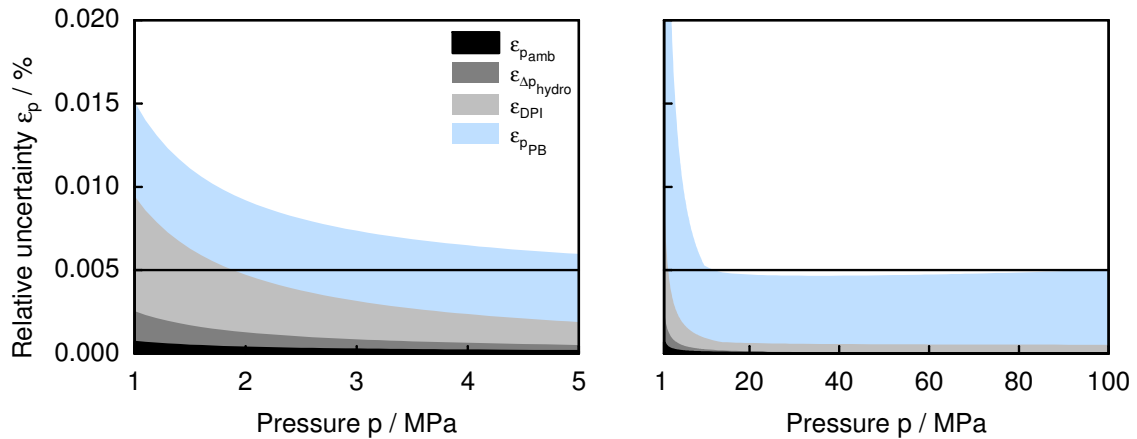 Relative uncertainty εp / %
0.020
0.015
0.010
0.005
0.000
εpamb
εΔphydro
εDPI
εpPB
1 2 3 4 5
Pressure p / MPa
1 20 40 60 80 100
Pressure p / MPa